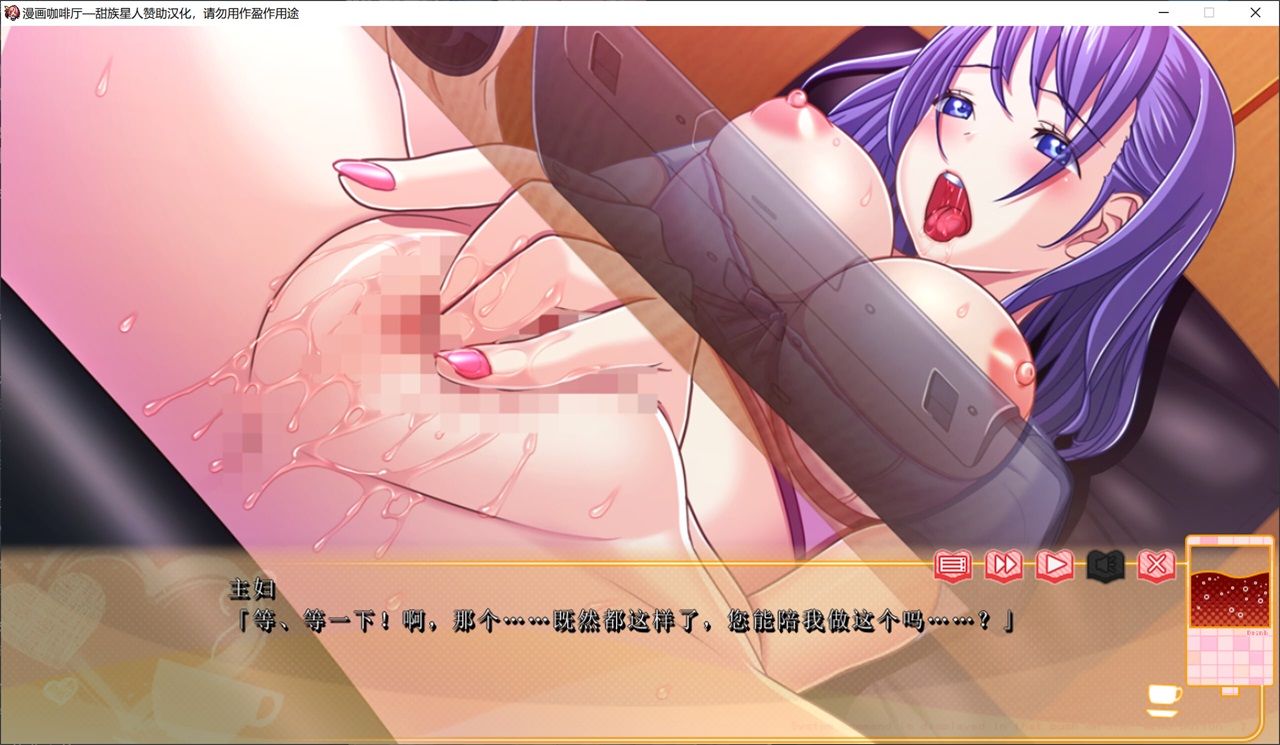 漫画咖啡厅—甜族星人赞助汉化，请勿用作盈作用途
主妇
「等、等一下！啊，那个……既然都这样了，您能陪我做这个吗……？」